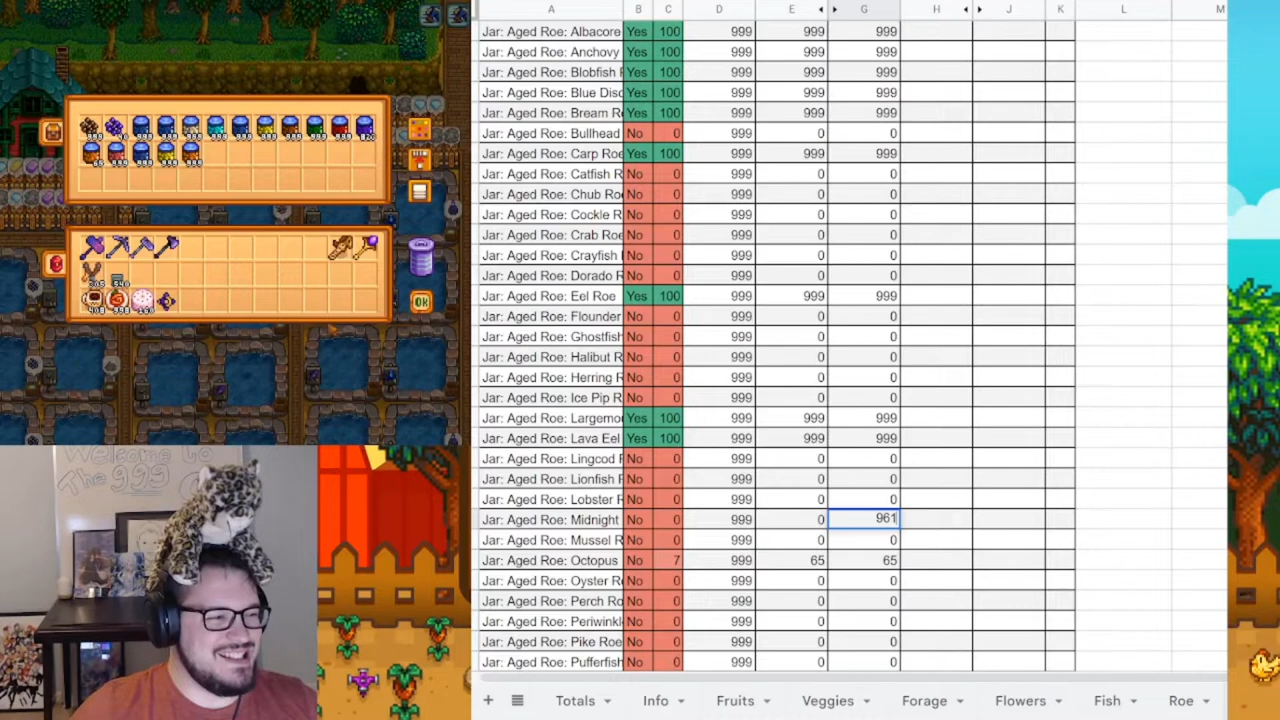 A B C D E G H J K L M
Jar: Aged Roe: Albacore Yes 100 999 999 999
Jar: Aged Roe: Anchovy Yes 100 999 999 999
Jar: Aged Roe: Blobfish Yes 100 999 999 999
Jar: Aged Roe: Blue Disc Yes 100 999 999 999
Jar: Aged Roe: Bream Re Yes 100 999 999 999
Jar: Aged Roe: Bullhead No 0 999 0 0
Jar: Aged Roe: Carp Roe Yes 100 999 999 999
Jar: Aged Roe: Catfish R No 0 999 0 0
Jar: Aged Roe: Chub Roe No 0 999 0 0
Jar: Aged Roe: Cockle R No 0 999 0 0
Jar: Aged Roe: Crab Roe No 0 999 0 0
Jar: Aged Roe: Crayfish No 0 999 0 0
Jar: Aged Roe: Dorado R No 0 999 0 0
Jar: Aged Roe: Eel Roe Yes 100 999 999 999
Jar: Aged Roe: Flounder No 0 999 0 0
Jar: Aged Roe: Ghostfish No 0 999 0 0
Jar: Aged Roe: Halibut R No 0 999 0 0
Jar: Aged Roe: Herring R No 0 999 0 0
Jar: Aged Roe: Ice Pip R No 0 999 0 0
Jar: Aged Roe: Largemo Yes 100 999 999 999
Jar: Aged Roe: Lava Eel Yes 100 999 999 999
Jar: Aged Roe: Lingcod No 0 999 0 0
Jar: Aged Roe: Lionfish No 0 999 0 0
Jar: Aged Roe: Lobster R No 0 999 0 0
Jar: Aged Roe: Midnight No 0 999 0 961
Jar: Aged Roe: Mussel R No 0 999 0 0
Jar: Aged Roe: Octopus No 7 999 65 65
Jar: Aged Roe: Oyster Re No 0 999 0 0
Jar: Aged Roe: Perch Ro No 0 999 0 0
Jar: Aged Roe: Periwinkl No 0 999 0 0
Jar: Aged Roe: Pike Roe No 0 999 0 0
Jar: Aged Roe: Pufferfish No 0 999 0 0
Totals Info Fruits Veggies Forage Flowers Fish Roe
OK
Welcome to
The 999